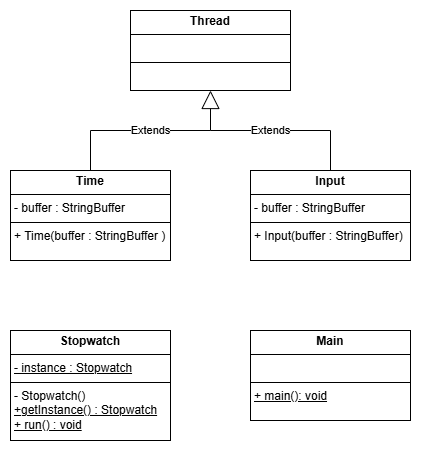 Thread
Extends
Extends
Time
- buffer : StringBuffer
+ Time(buffer : StringBuffer )
Input
- buffer : StringBuffer
+ Input(buffer : StringBuffer)
Stopwatch
- instance : Stopwatch
- Stopwatch()
+getInstance() : Stopwatch
+ run() : void
Main
+ main(): void